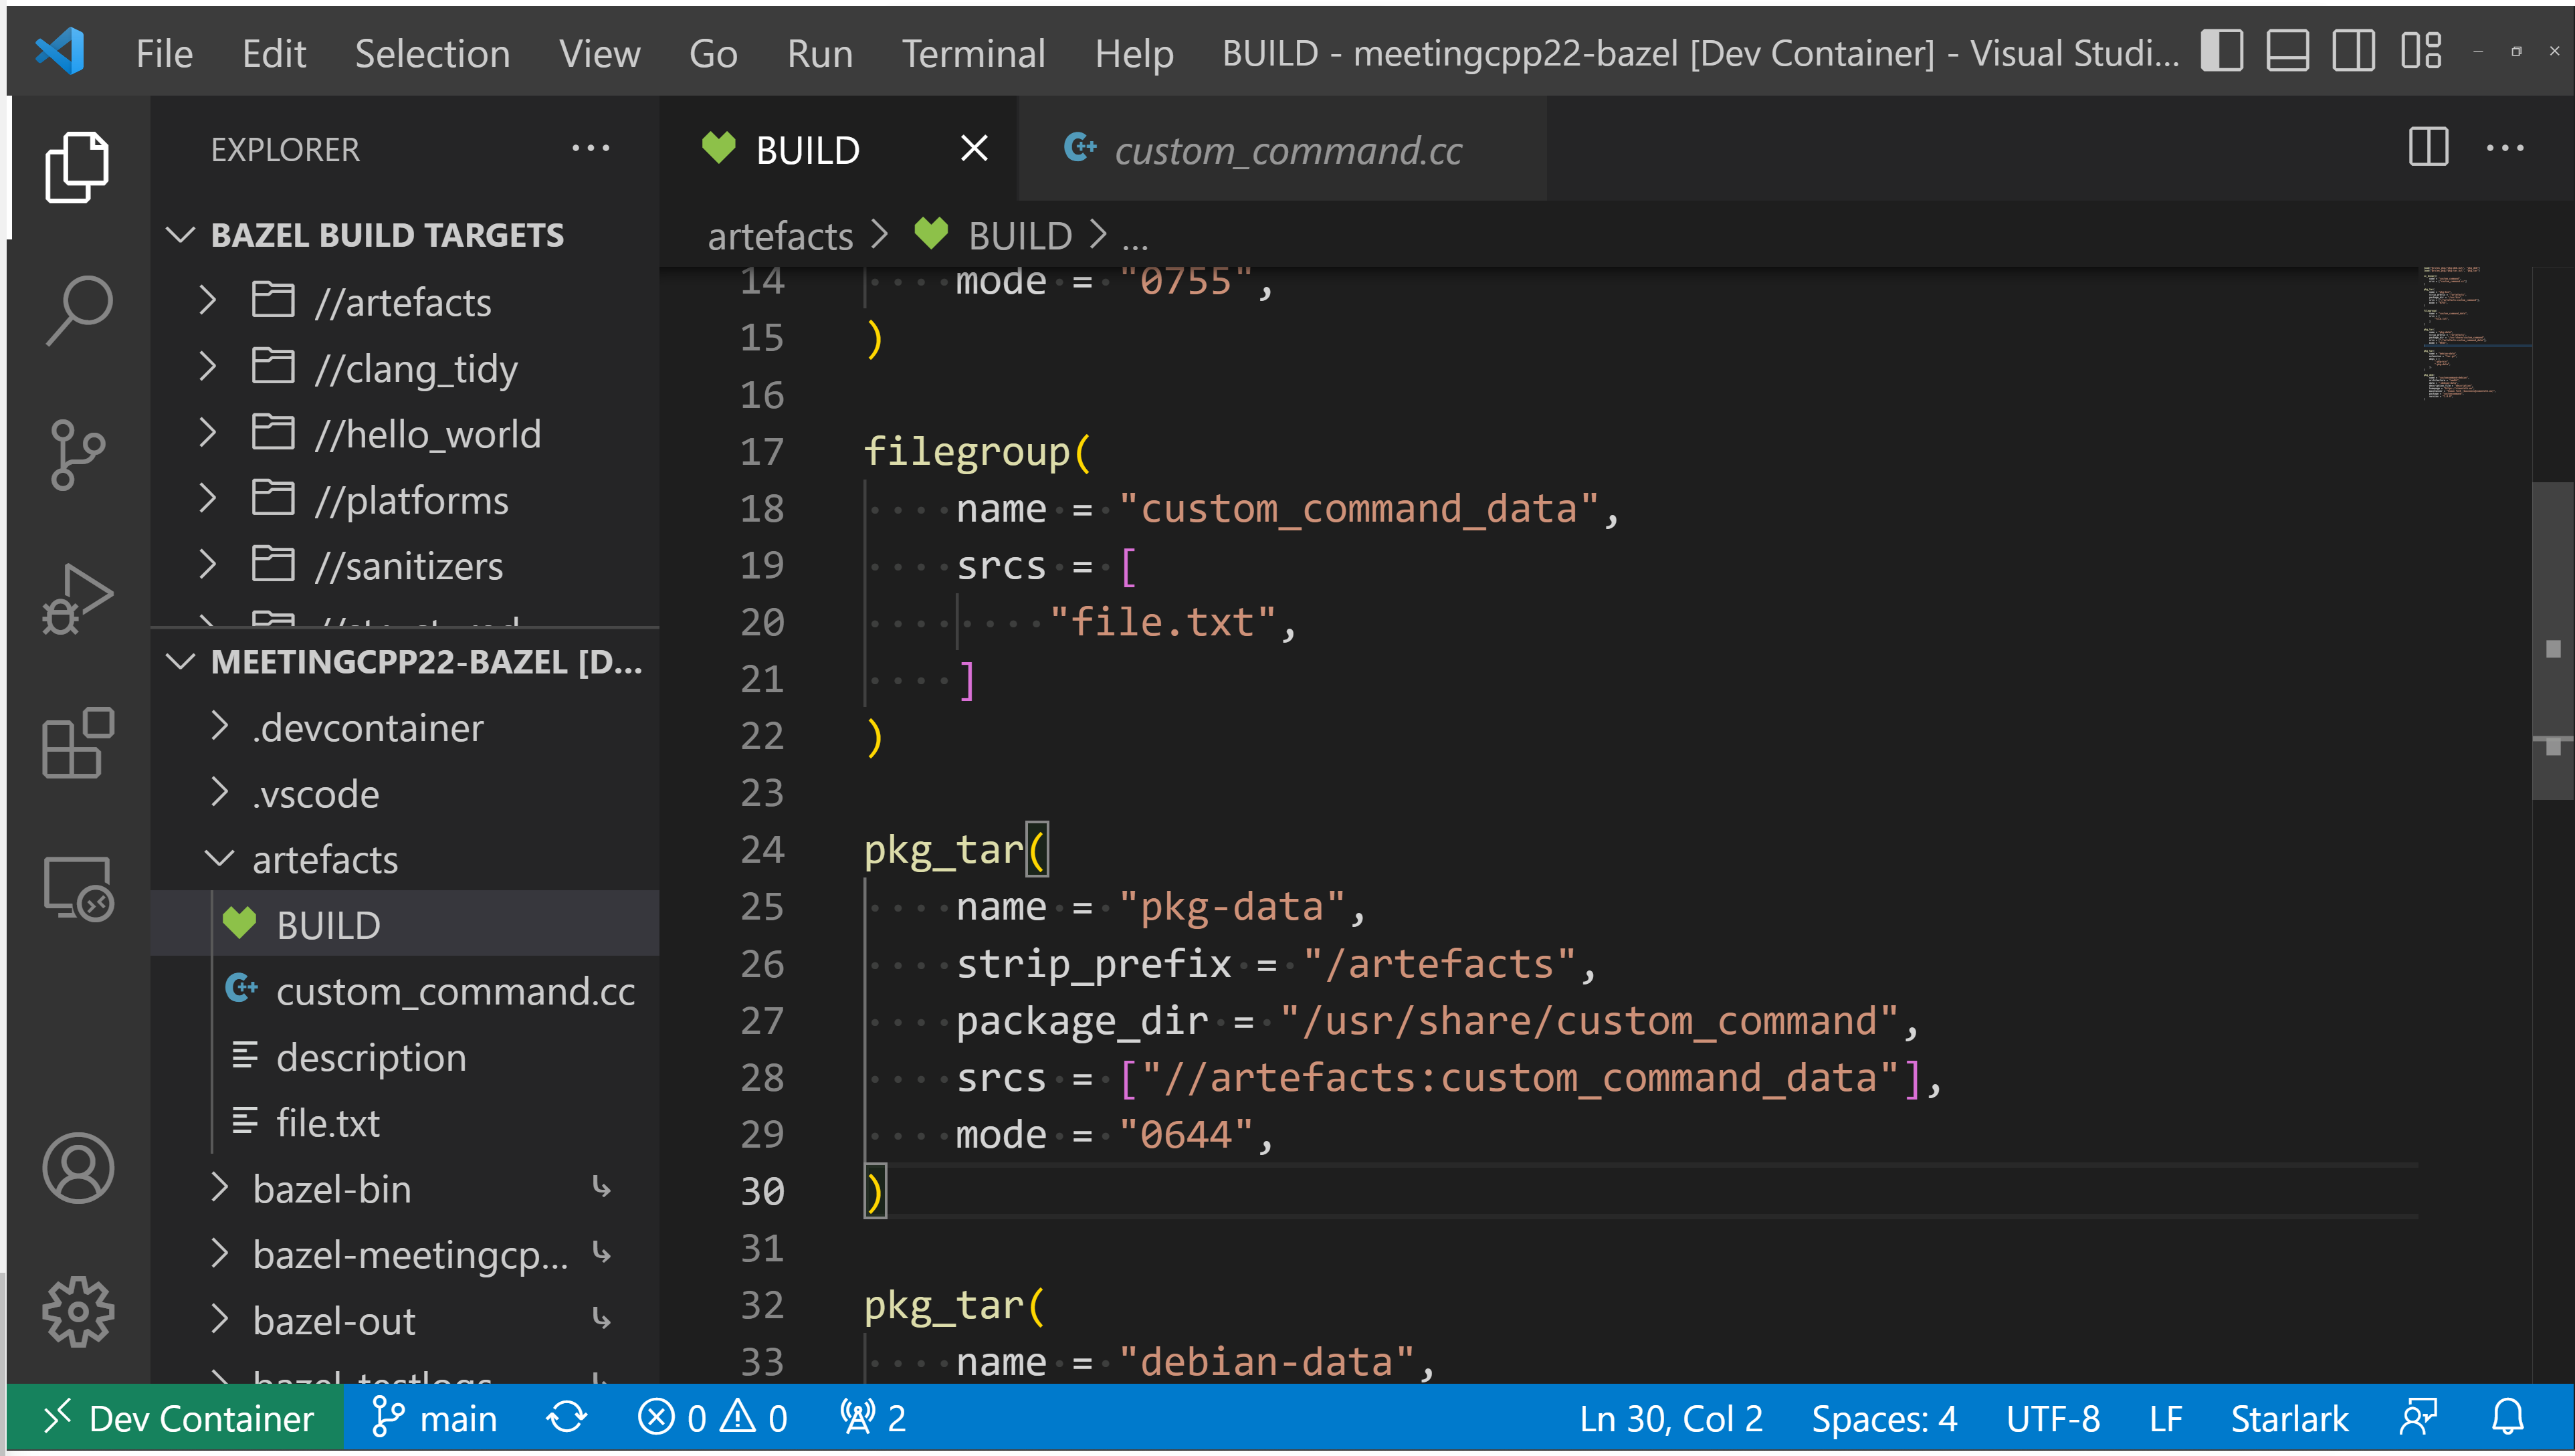 File Edit Selection View Go Run Terminal Help BUILD - meetingcpp22-bazel [Dev Container] - Visual Studi...
EXPLORER
BAZEL BUILD TARGETS
//artefacts
//clang_tidy
//hello_world
//platforms
//sanitizers
MEETINGCPP22-BAZEL [D...
.devcontainer
.vscode
artefacts
BUILD
custom_command.cc
description
file.txt
bazel-bin
bazel-meetingcp...
bazel-out
bazel-testlogs
BUILD custom_command.cc
artefacts > BUILD > ...
14 mode = "0755",
15 )
16
17 filegroup(
18 name = "custom_command_data",
19 srcs = [
20 "file.txt",
21 ]
22 )
23
24 pkg_tar(
25 name = "pkg-data",
26 strip_prefix = "/artefacts",
27 package_dir = "/usr/share/custom_command",
28 srcs = ["//artefacts:custom_command_data"],
29 mode = "0644",
30 )
31
32 pkg_tar(
33 name = "debian-data",
Dev Container main 0 0 2 Ln 30, Col 2 Spaces: 4 UTF-8 LF Starlark